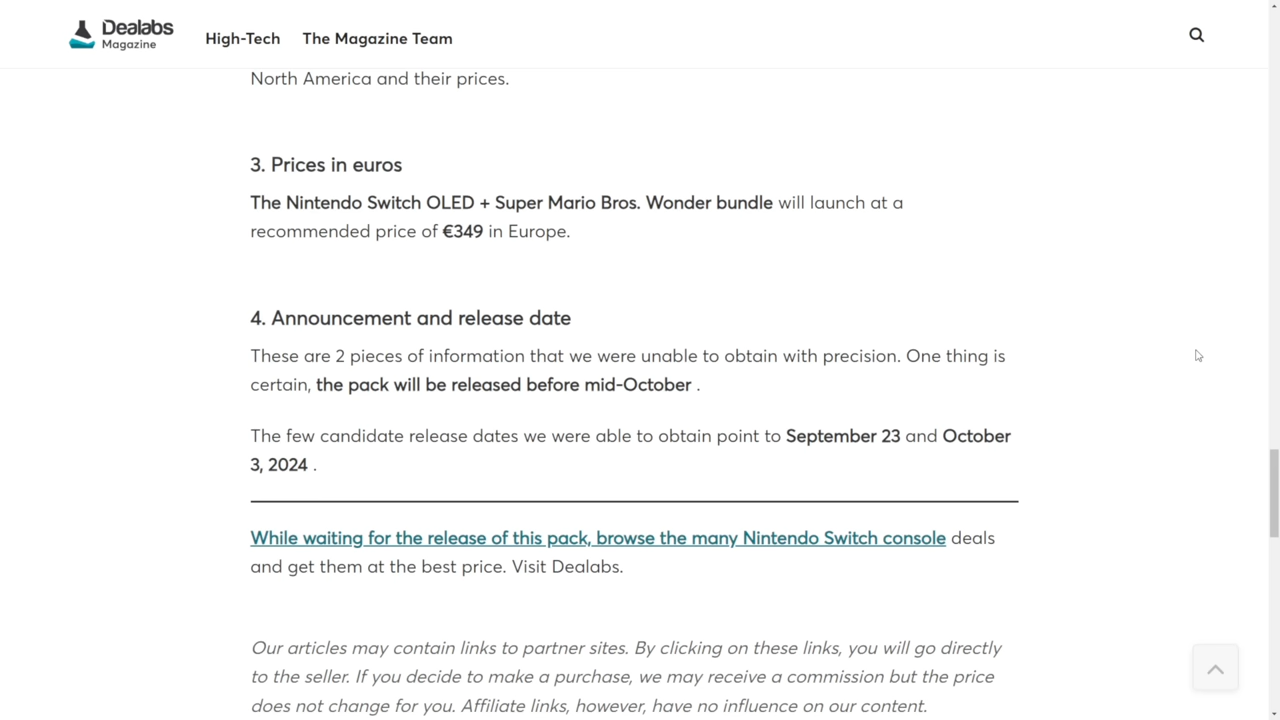 Dealabs
Magazine
High-Tech
The Magazine Team
North America and their prices.
3. Prices in euros
The Nintendo Switch OLED + Super Mario Bros. Wonder bundle will launch at a
recommended price of €349 in Europe.
4. Announcement and release date
These are 2 pieces of information that we were unable to obtain with precision. One thing is
certain, the pack will be released before mid-October .
The few candidate release dates we were able to obtain point to September 23 and October
3, 2024 .
While waiting for the release of this pack, browse the many Nintendo Switch console deals
and get them at the best price. Visit Dealabs.
Our articles may contain links to partner sites. By clicking on these links, you will go directly
to the seller. If you decide to make a purchase, we may receive a commission but the price
does not change for you. Affiliate links, however, have no influence on our content.